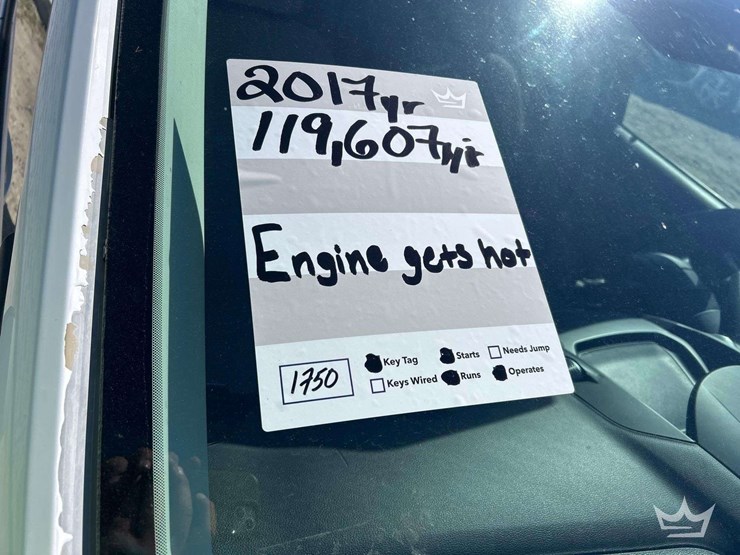 2017yr
119,607mi
Engine gets hot
1750
Key Tag Starts Needs Jump
Keys Wired Runs Operates